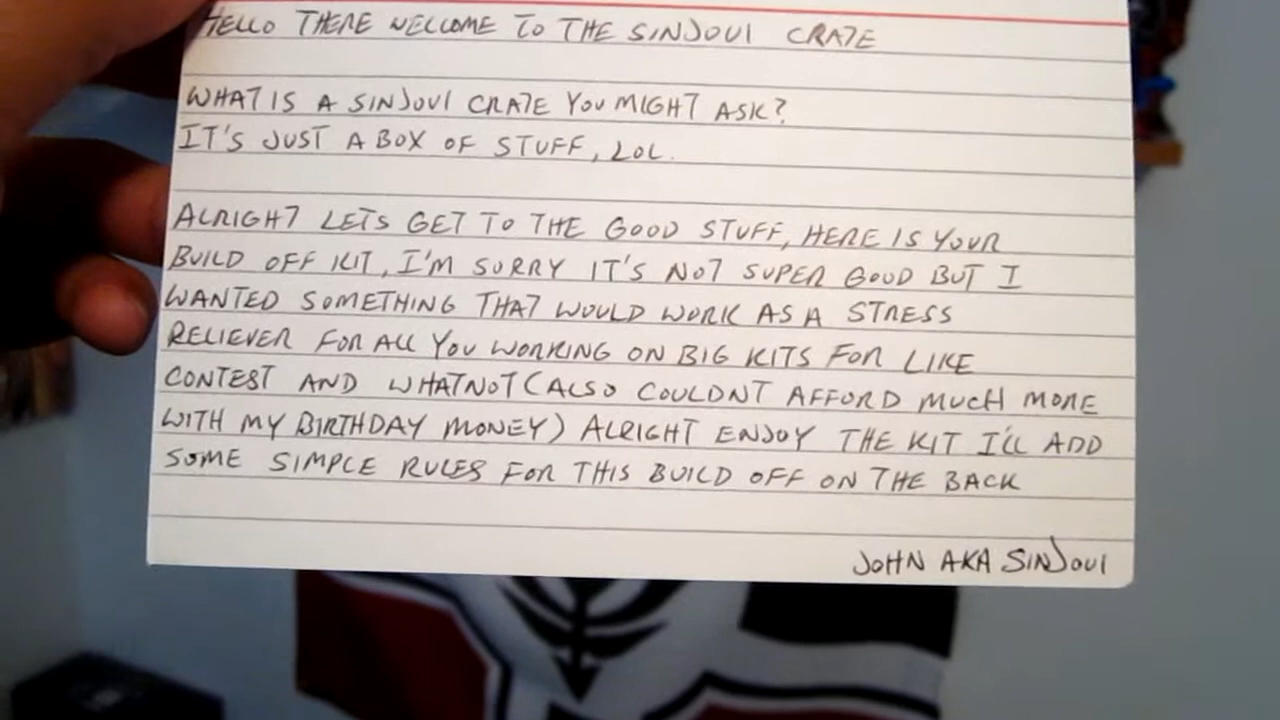 HELLO THERE WELCOME TO THE SINJOUI CRATE
WHAT IS A SINJOUI CRATE YOU MIGHT ASK?
IT'S JUST A BOX OF STUFF, LOL.
ALRIGHT LETS GET TO THE GOOD STUFF, HERE IS YOUR
BUILD OFF KIT, I'M SORRY IT'S NOT SUPER GOOD BUT I
WANTED SOMETHING THAT WOULD WORK AS A STRESS
RELIEVER FOR ALL YOU WORKING ON BIG KITS FOR LIKE
CONTEST AND WHATNOT (ALSO COULDNT AFFORD MUCH MORE
WITH MY BIRTHDAY MONEY) ALRIGHT ENJOY THE KIT I'LL ADD
SOME SIMPLE RULES FOR THIS BUILD OFF ON THE BACK
JOHN AKA SINJOUI